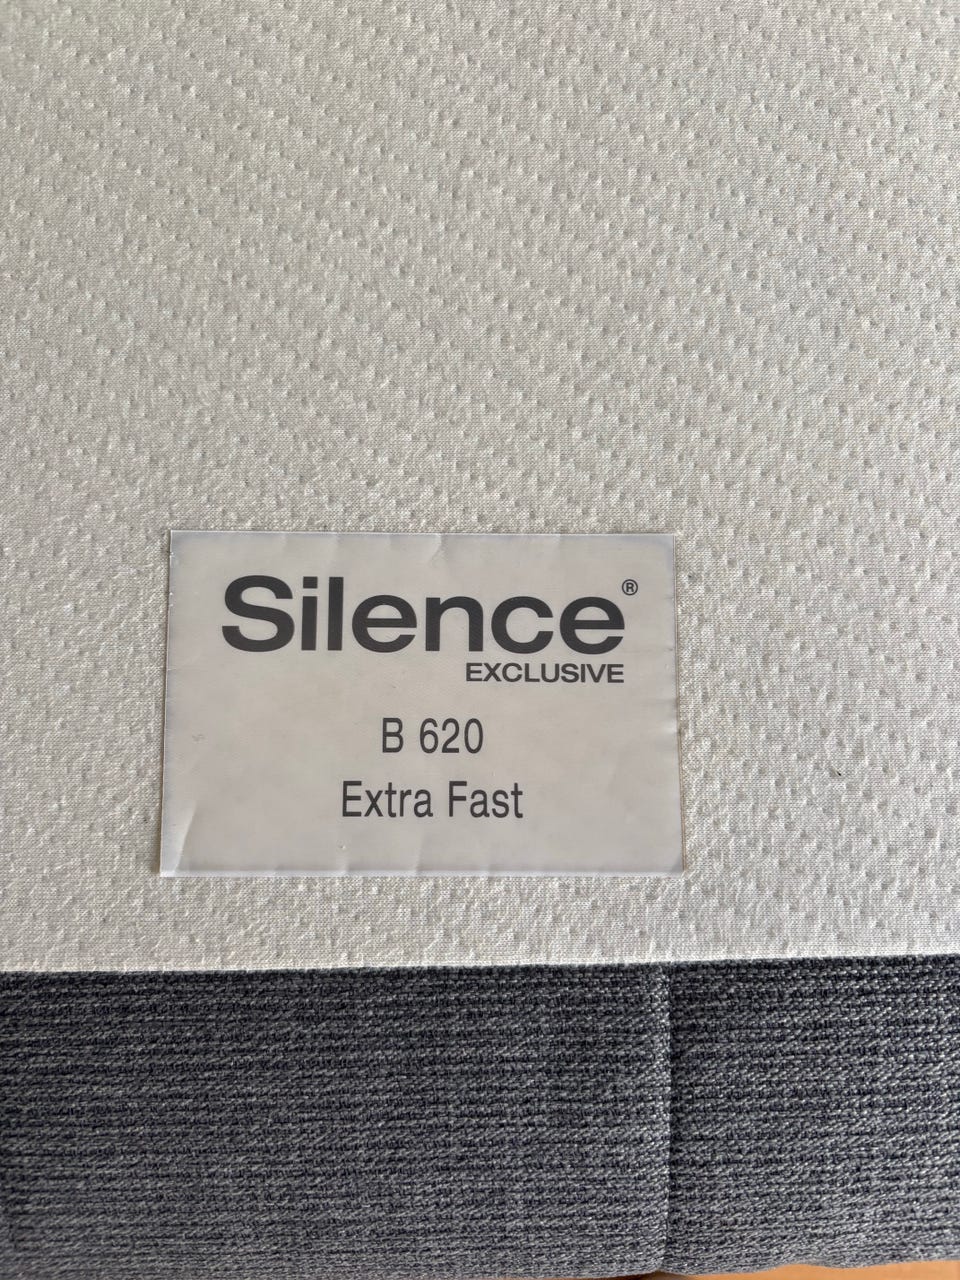 Silence®
EXCLUSIVE
B 620
Extra Fast